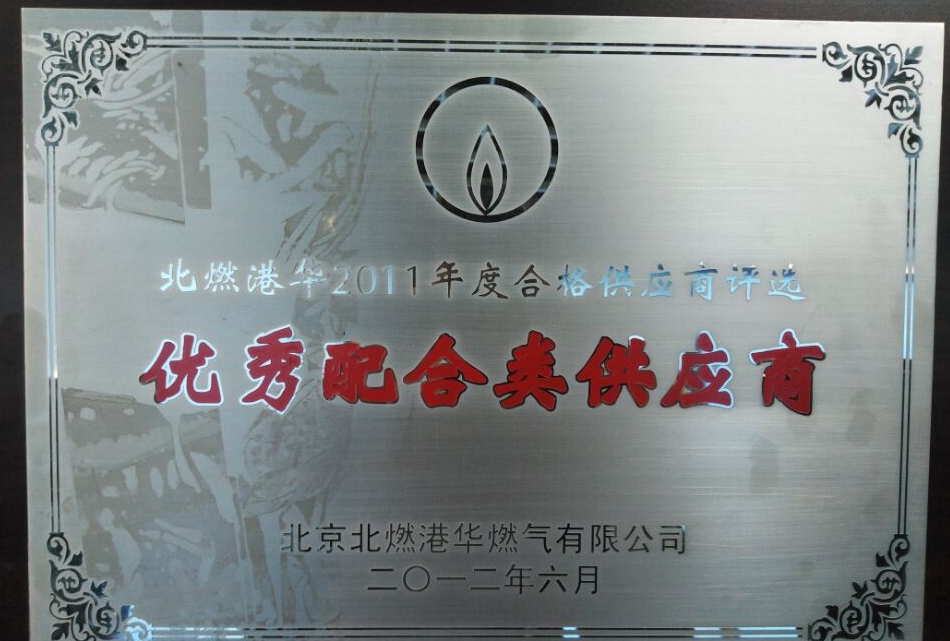 北燃港华2011年度合格供应商评选
优秀配合类供应商
北京北燃港华燃气有限公司
二〇一二年六月